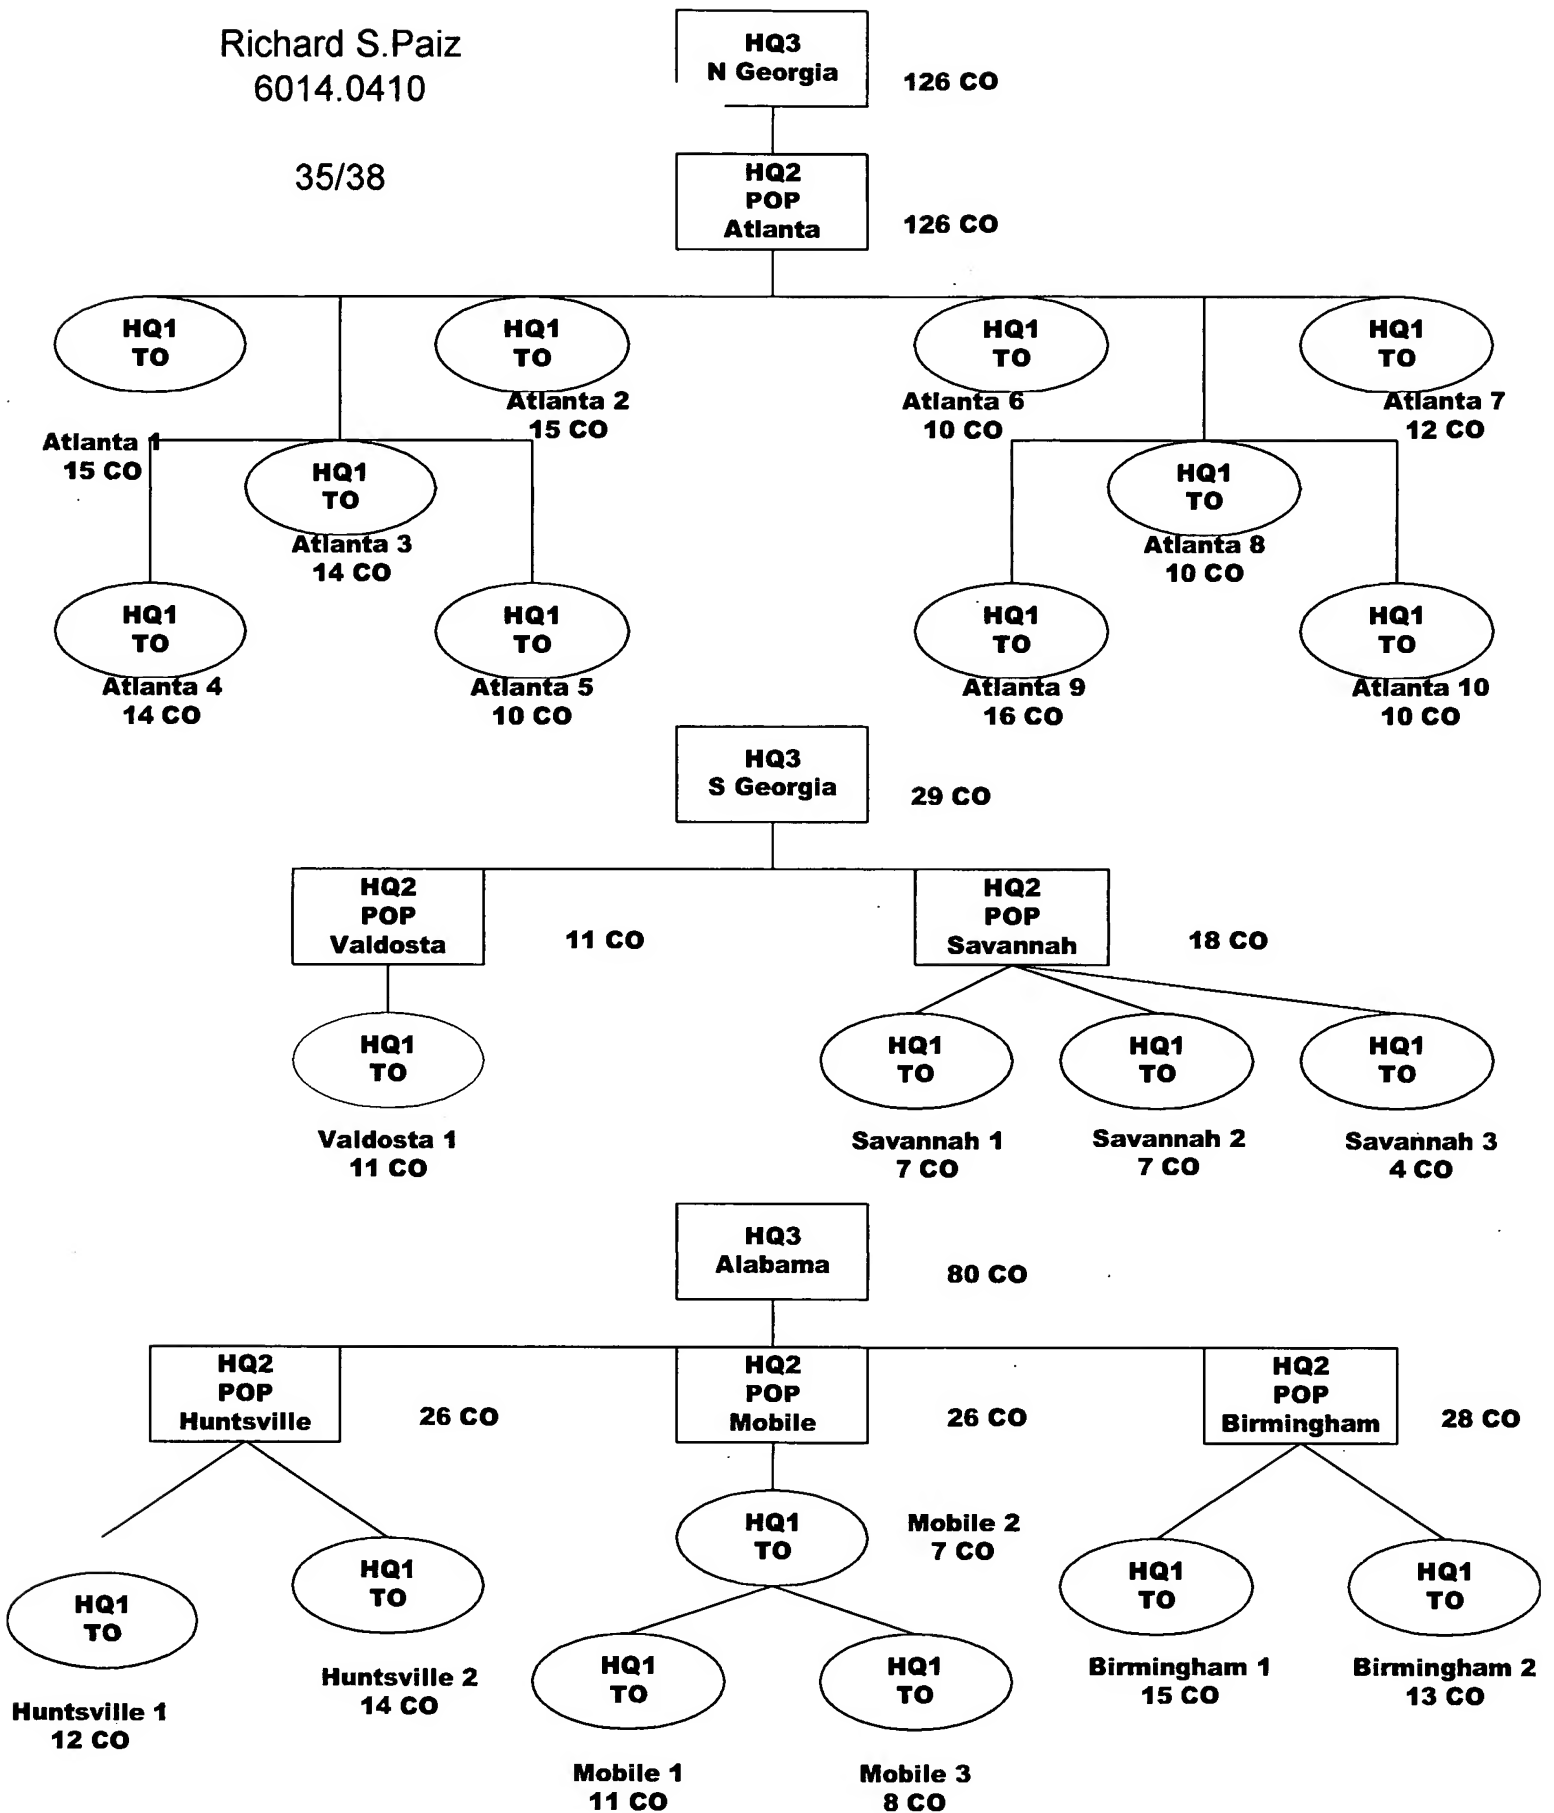 Richard S.Paiz
6014.0410
35/38
HQ3
N Georgia
126 CO
HQ2
POP
Atlanta
126 CO
HQ1
TO
Atlanta 1
15 CO
HQ1
TO
Atlanta 2
15 CO
HQ1
TO
Atlanta 6
10 CO
HQ1
TO
Atlanta 7
12 CO
HQ1
TO
Atlanta 3
14 CO
HQ1
TO
Atlanta 8
10 CO
HQ1
TO
Atlanta 4
14 CO
HQ1
TO
Atlanta 5
10 CO
HQ1
TO
Atlanta 9
16 CO
HQ1
TO
Atlanta 10
10 CO
HQ3
S Georgia
29 CO
HQ2
POP
Valdosta
11 CO
HQ2
POP
Savannah
18 CO
HQ1
TO
Valdosta 1
11 CO
HQ1
TO
Savannah 1
7 CO
HQ1
TO
Savannah 2
7 CO
HQ1
TO
Savannah 3
4 CO
HQ3
Alabama
80 CO
HQ2
POP
Huntsville
26 CO
HQ2
POP
Mobile
26 CO
HQ2
POP
Birmingham
28 CO
HQ1
TO
Huntsville 1
12 CO
HQ1
TO
Huntsville 2
14 CO
HQ1
TO
Mobile 2
7 CO
HQ1
TO
Mobile 1
11 CO
HQ1
TO
Mobile 3
8 CO
HQ1
TO
Birmingham 1
15 CO
HQ1
TO
Birmingham 2
13 CO